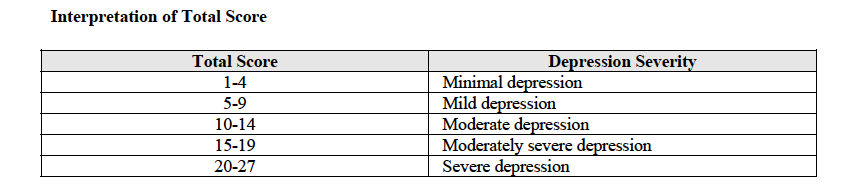 Interpretation of Total Score
Total Score Depression Severity
1-4 Minimal depression
5-9 Mild depression
10-14 Moderate depression
15-19 Moderately severe depression
20-27 Severe depression